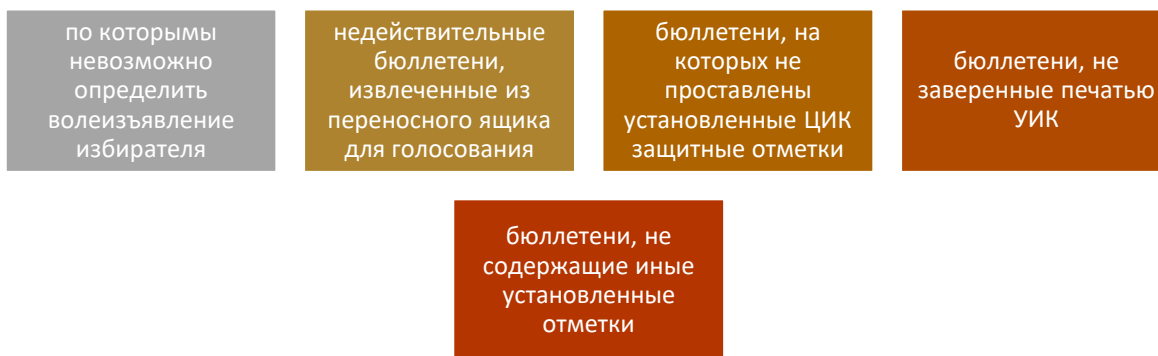 по которымы
невозможно
определить
волеизъявление
избирателя
недействительные
бюллетени,
извлеченные из
переносного ящика
для голосования
бюллетени, на
которых не
проставлены
установленные ЦИК
защитные отметки
бюллетени, не
заверенные печатью
УИК
бюллетени, не
содержащие иные
установленные
отметки